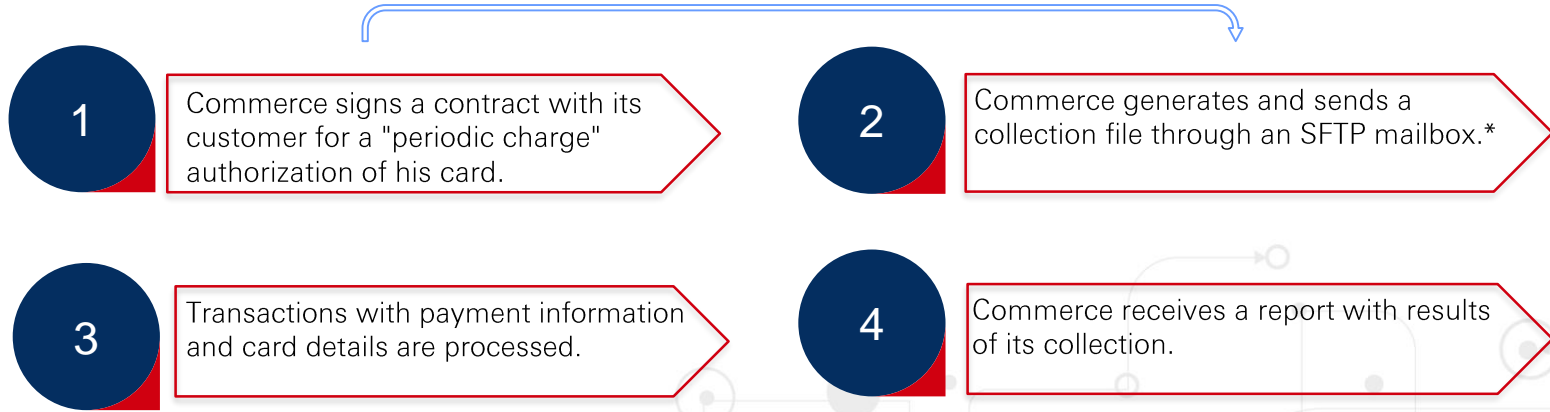 1
Commerce signs a contract with its
customer for a "periodic charge"
authorization of his card.
2
Commerce generates and sends a
collection file through an SFTP mailbox.*
3
Transactions with payment information
and card details are processed.
4
Commerce receives a report with results
of its collection.